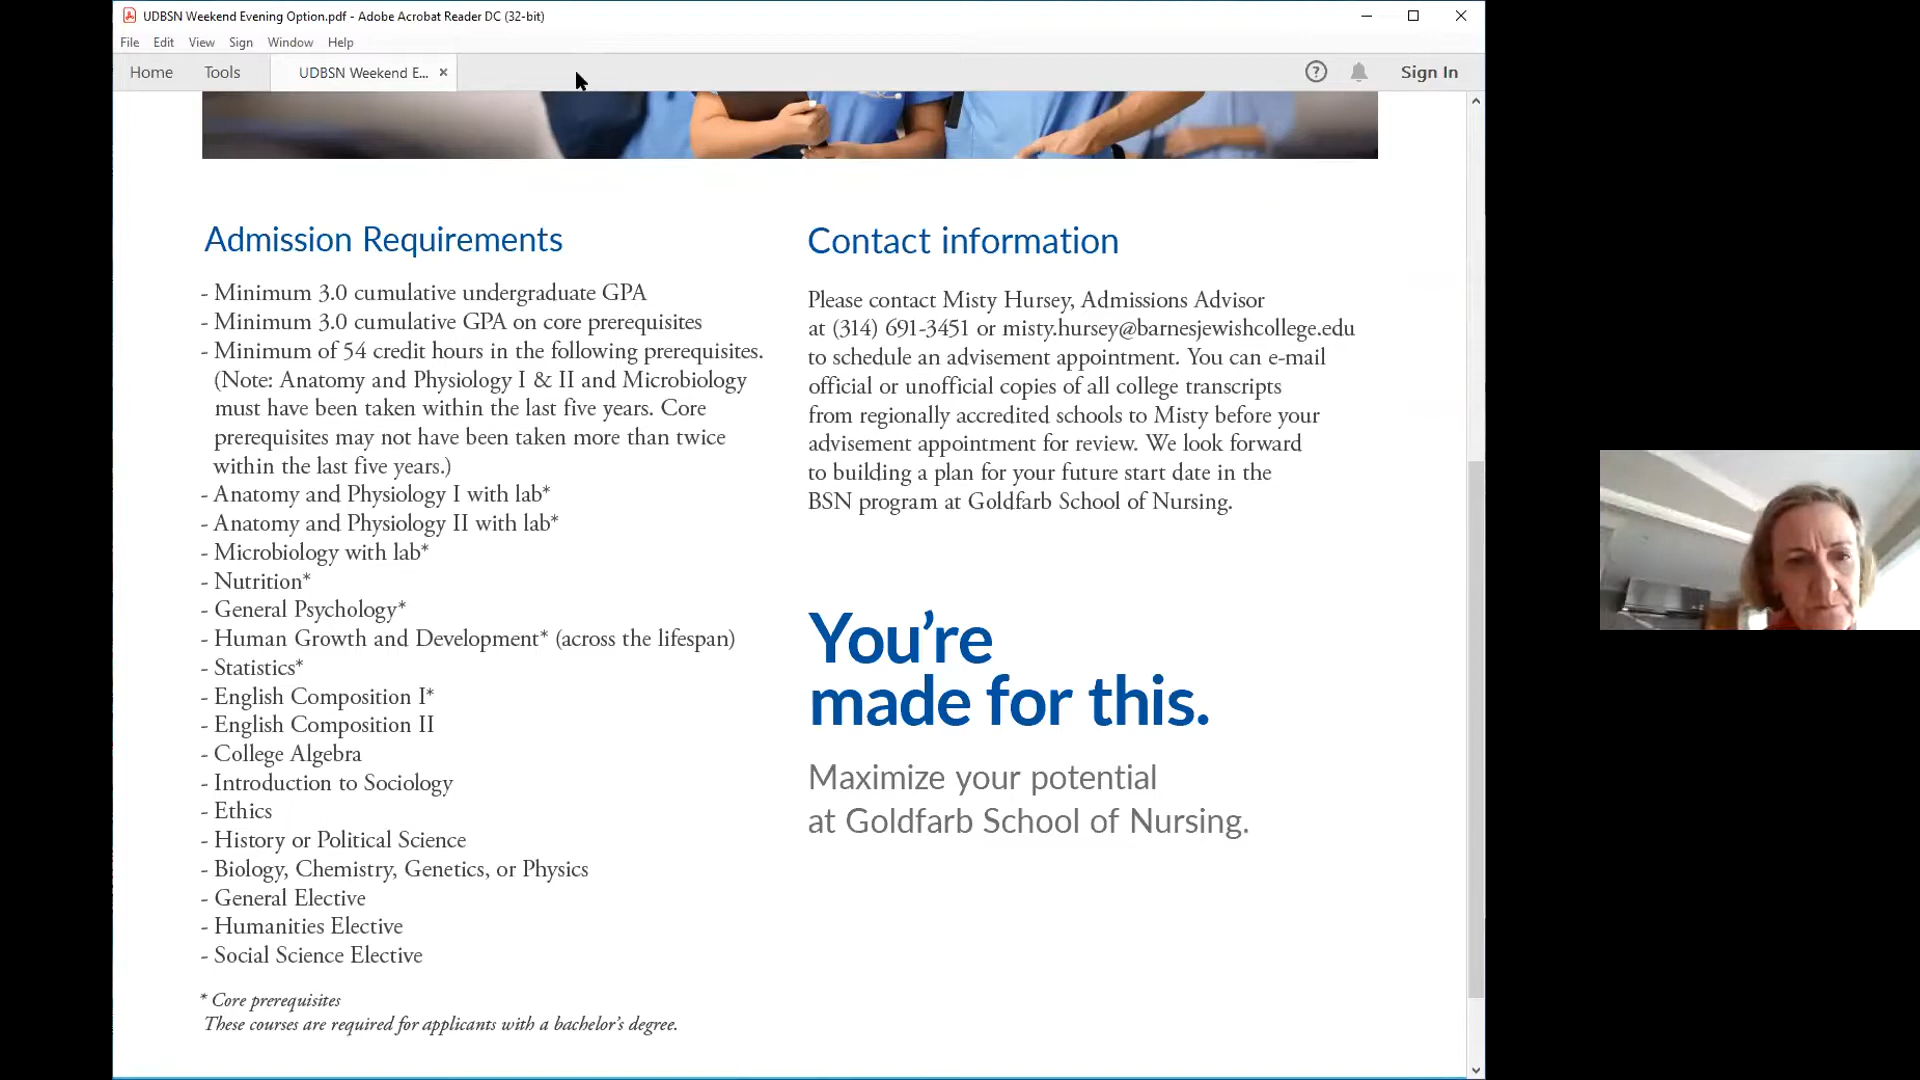 UDBSN Weekend Evening Option.pdf - Adobe Acrobat Reader DC (32-bit)
File Edit View Sign Window Help
Home Tools UDBSN Weekend E... × Sign In
Admission Requirements
- Minimum 3.0 cumulative undergraduate GPA
- Minimum 3.0 cumulative GPA on core prerequisites
- Minimum of 54 credit hours in the following prerequisites.
(Note: Anatomy and Physiology I & II and Microbiology
must have been taken within the last five years. Core
prerequisites may not have been taken more than twice
within the last five years.)
- Anatomy and Physiology I with lab*
- Anatomy and Physiology II with lab*
- Microbiology with lab*
- Nutrition*
- General Psychology*
- Human Growth and Development* (across the lifespan)
- Statistics*
- English Composition I*
- English Composition II
- College Algebra
- Introduction to Sociology
- Ethics
- History or Political Science
- Biology, Chemistry, Genetics, or Physics
- General Elective
- Humanities Elective
- Social Science Elective
* Core prerequisites
These courses are required for applicants with a bachelor's degree.
Contact information
Please contact Misty Hursey, Admissions Advisor
at (314) 691-3451 or misty.hursey@barnesjewishcollege.edu
to schedule an advisement appointment. You can e-mail
official or unofficial copies of all college transcripts
from regionally accredited schools to Misty before your
advisement appointment for review. We look forward
to building a plan for your future start date in the
BSN program at Goldfarb School of Nursing.
You're
made for this.
Maximize your potential
at Goldfarb School of Nursing.